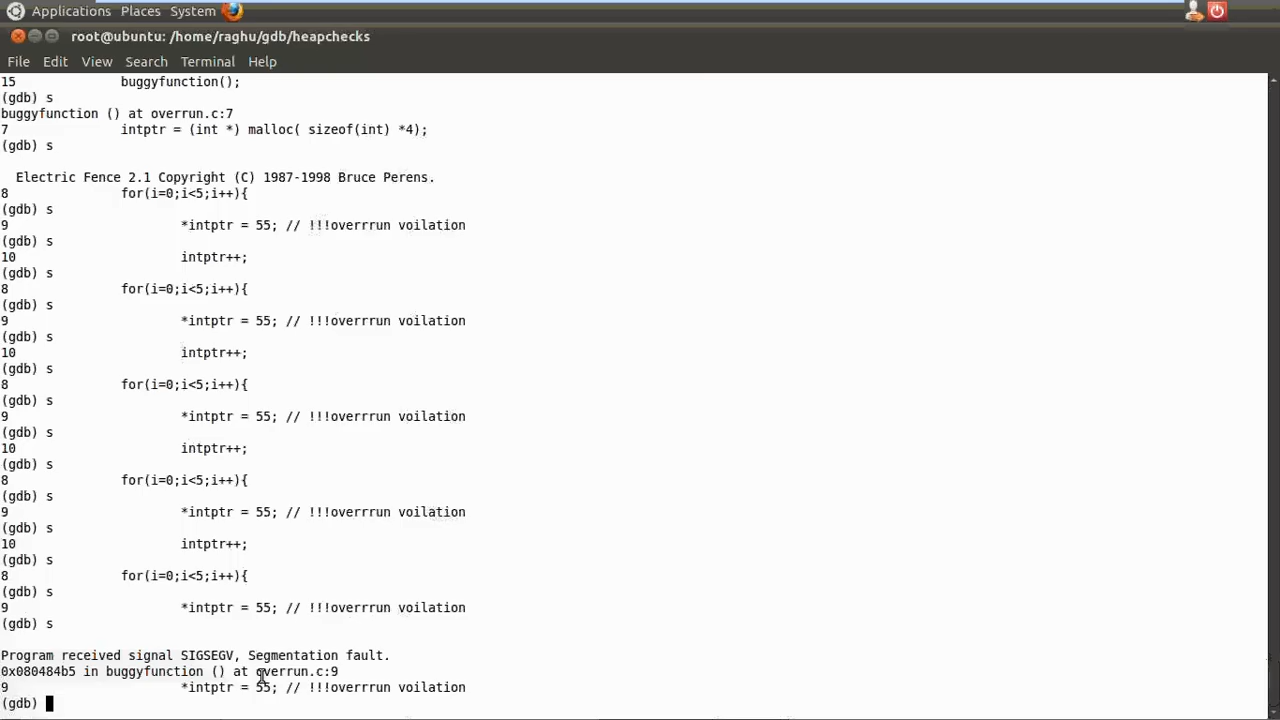 Applications Places System
root@ubuntu: /home/raghu/gdb/heapchecks
File Edit View Search Terminal Help
15 buggyfunction();
(gdb) s
buggyfunction () at overrun.c:7
7 intptr = (int *) malloc( sizeof(int) *4);
(gdb) s
Electric Fence 2.1 Copyright (C) 1987-1998 Bruce Perens.
8 for(i=0;i<5;i++){
(gdb) s
9 *intptr = 55; // !!!overrrun voilation
(gdb) s
10 intptr++;
(gdb) s
8 for(i=0;i<5;i++){
(gdb) s
9 *intptr = 55; // !!!overrrun voilation
(gdb) s
10 intptr++;
(gdb) s
8 for(i=0;i<5;i++){
(gdb) s
9 *intptr = 55; // !!!overrrun voilation
(gdb) s
10 intptr++;
(gdb) s
8 for(i=0;i<5;i++){
(gdb) s
9 *intptr = 55; // !!!overrrun voilation
(gdb) s
10 intptr++;
(gdb) s
8 for(i=0;i<5;i++){
(gdb) s
9 *intptr = 55; // !!!overrrun voilation
(gdb) s
Program received signal SIGSEGV, Segmentation fault.
0x080484b5 in buggyfunction () at overrun.c:9
9 *intptr = 55; // !!!overrrun voilation
(gdb)